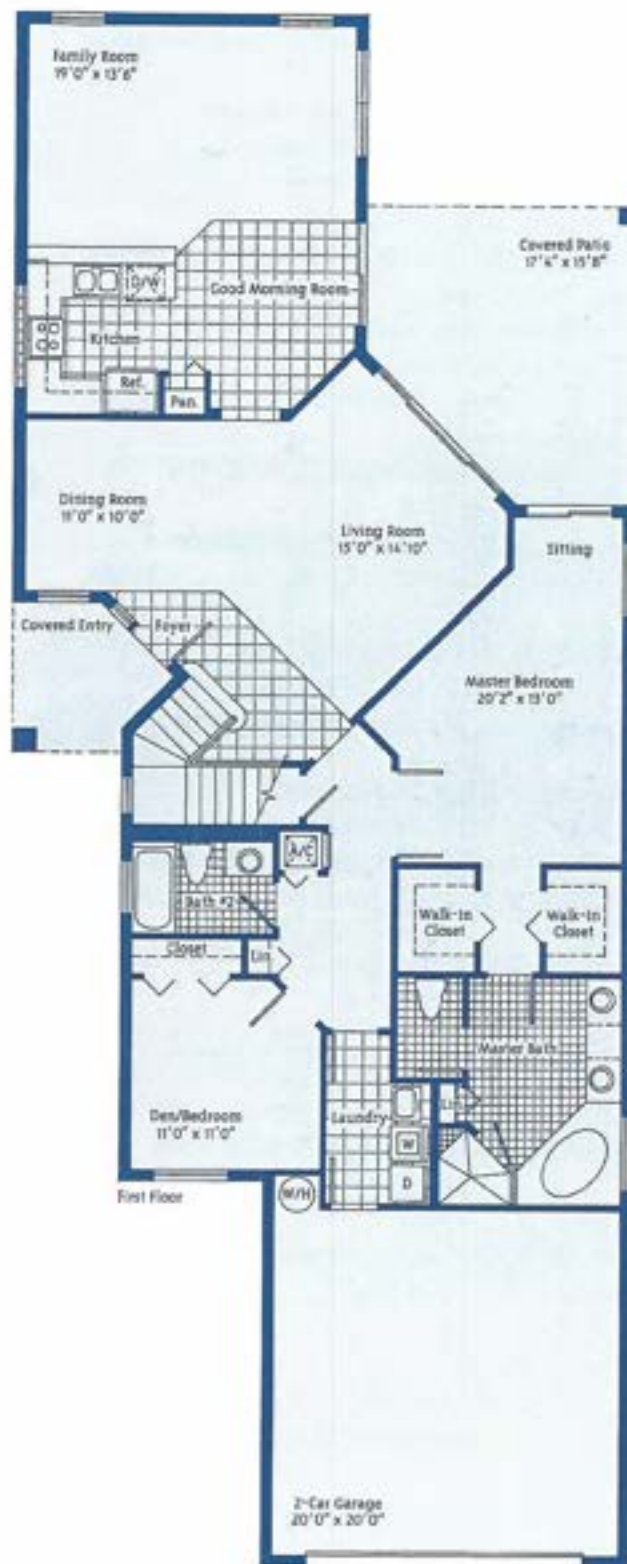 Family Room
19'0" x 13'6"
Covered Patio
17'4" x 15'8"
D/W
Good Morning Room
Kitchen
Ref.
Pan.
Dining Room
11'0" x 10'0"
Living Room
15'0" x 14'10"
Sitting
Covered Entry
Foyer
Master Bedroom
20'2" x 13'0"
A/C
Bath #2
Walk-In
Closet
Walk-In
Closet
Closet
Lin.
Master Bath
Den/Bedroom
11'0" x 11'0"
Laundry
Lin.
W
D
First Floor
W/H
2-Car Garage
20'0" x 20'0"